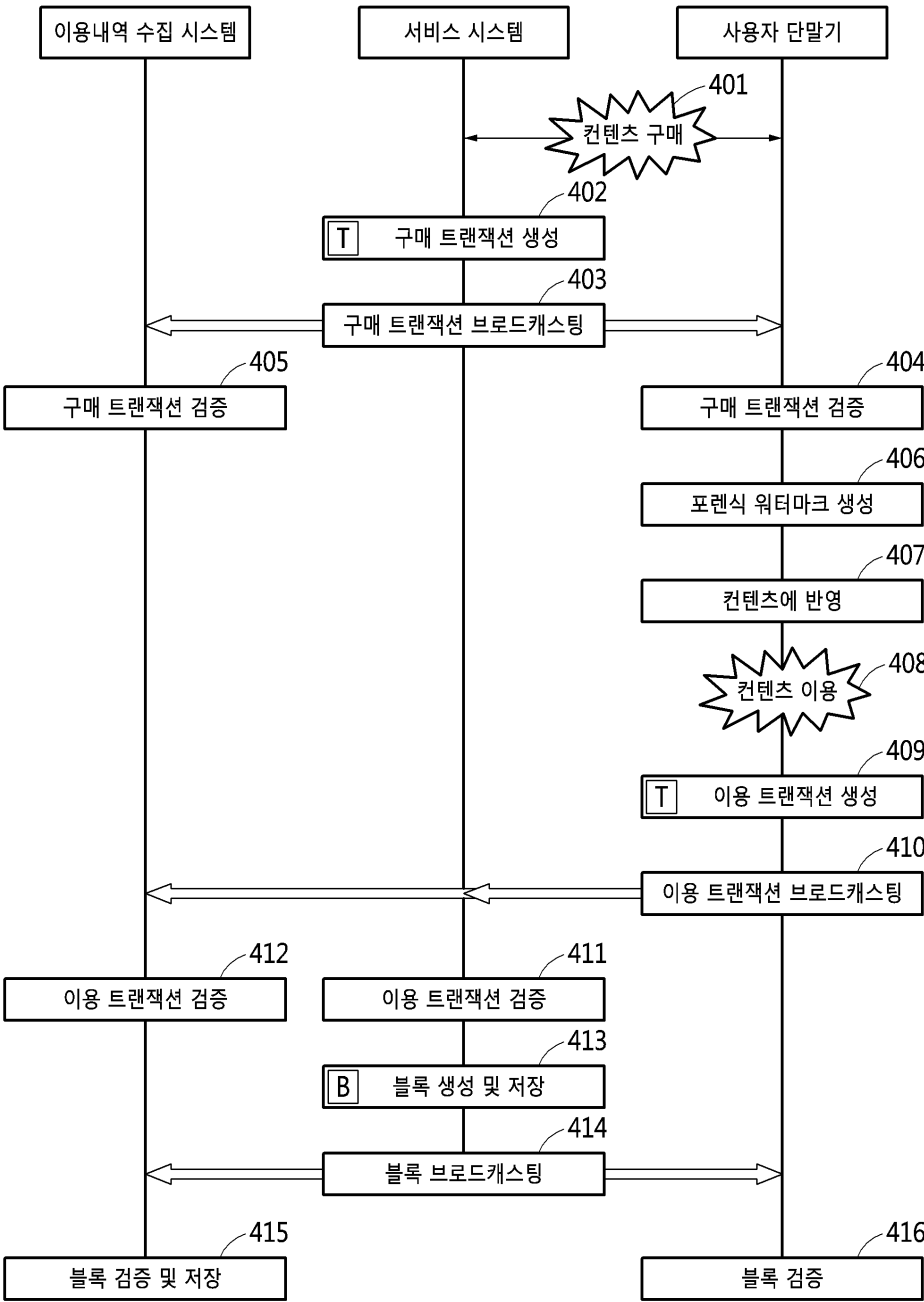 이용내역 수집 시스템
서비스 시스템
사용자 단말기
401
컨텐츠 구매
402
T 구매 트랜잭션 생성
403
구매 트랜잭션 브로드캐스팅
405
구매 트랜잭션 검증
404
구매 트랜잭션 검증
406
포렌식 워터마크 생성
407
컨텐츠에 반영
408
컨텐츠 이용
409
T 이용 트랜잭션 생성
410
이용 트랜잭션 브로드캐스팅
412
이용 트랜잭션 검증
411
이용 트랜잭션 검증
413
B 블록 생성 및 저장
414
블록 브로드캐스팅
415
블록 검증 및 저장
416
블록 검증